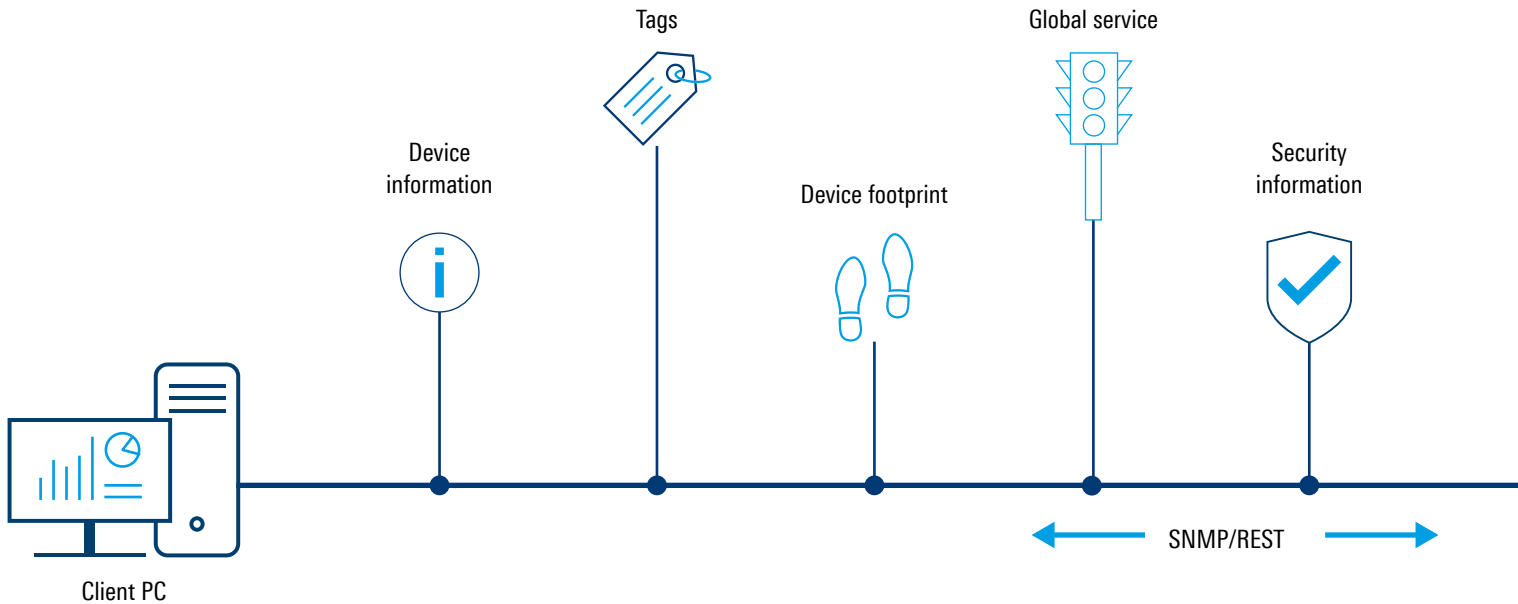 Tags
Global service
Device
information
Security
information
Device footprint
SNMP/REST
Client PC